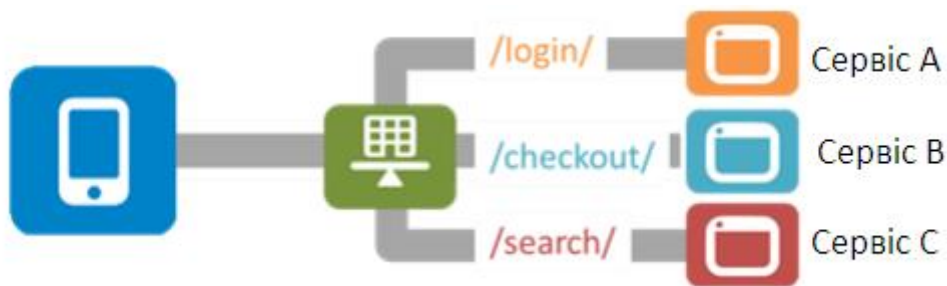 /login/
Сервіс А
/checkout/
Сервіс В
/search/
Сервіс С